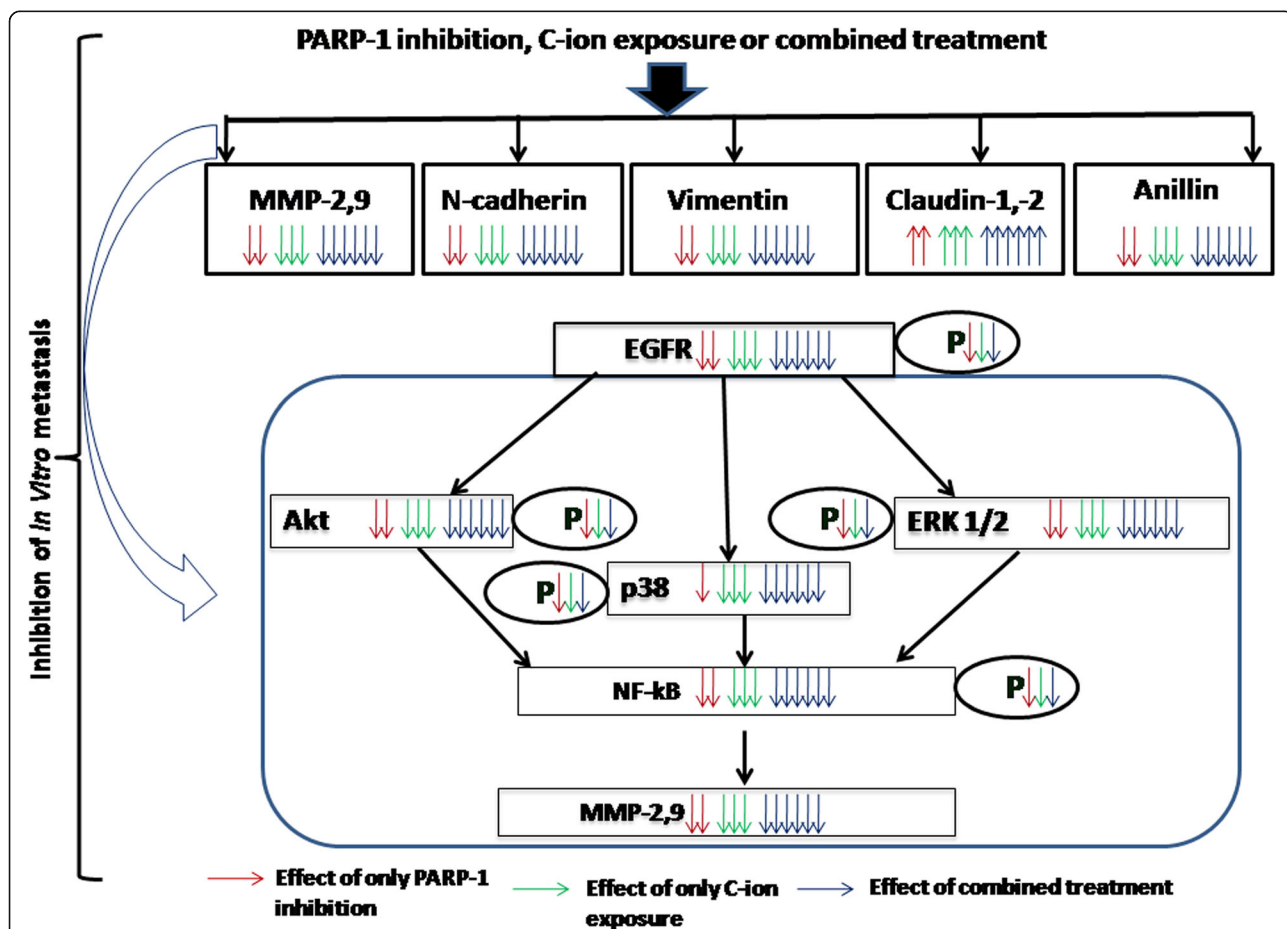 PARP-1 inhibition, C-ion exposure or combined treatment
Inhibition of In Vitro metastasis
MMP-2,9
N-cadherin
Vimentin
Claudin-1,-2
Anillin
EGFR
P
Akt
P
P
ERK 1/2
P
p38
NF-kB
P
MMP-2,9
Effect of only PARP-1
inhibition
Effect of only C-ion
exposure
Effect of combined treatment